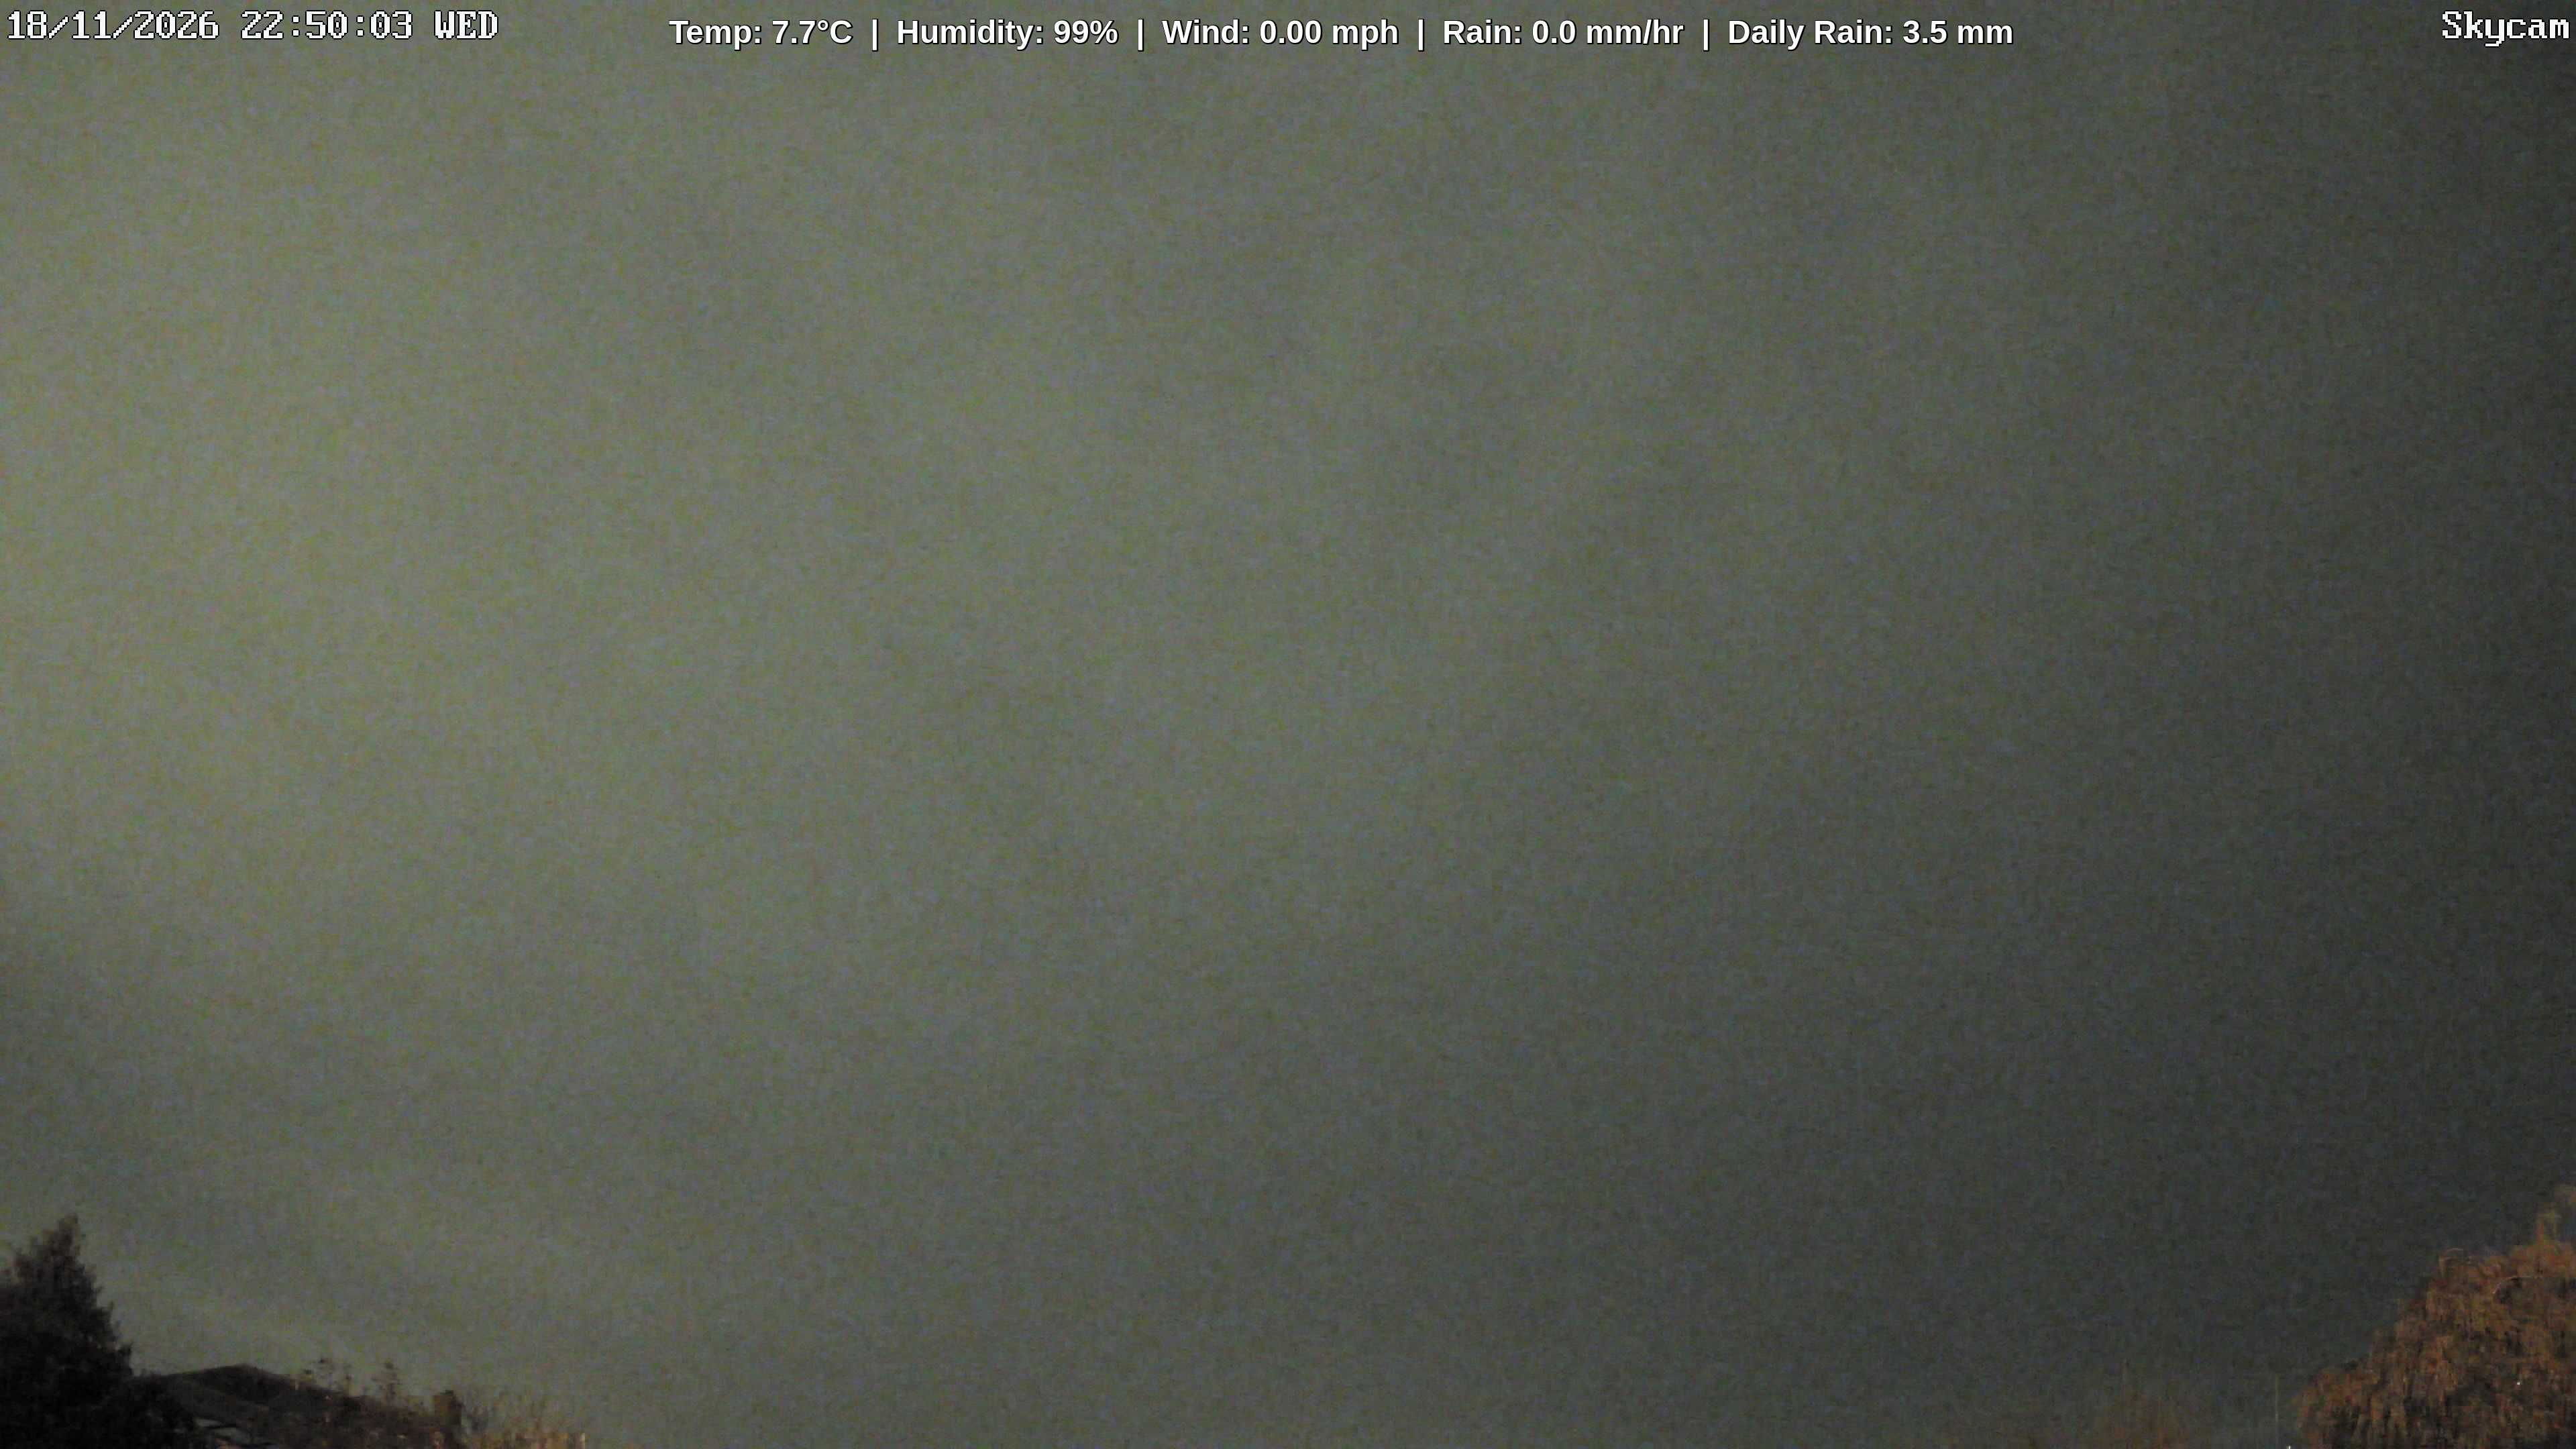 18/11/2026 22:50:03 WED
Temp: 7.7°C | Humidity: 99% | Wind: 0.00 mph | Rain: 0.0 mm/hr | Daily Rain: 3.5 mm
Skycam